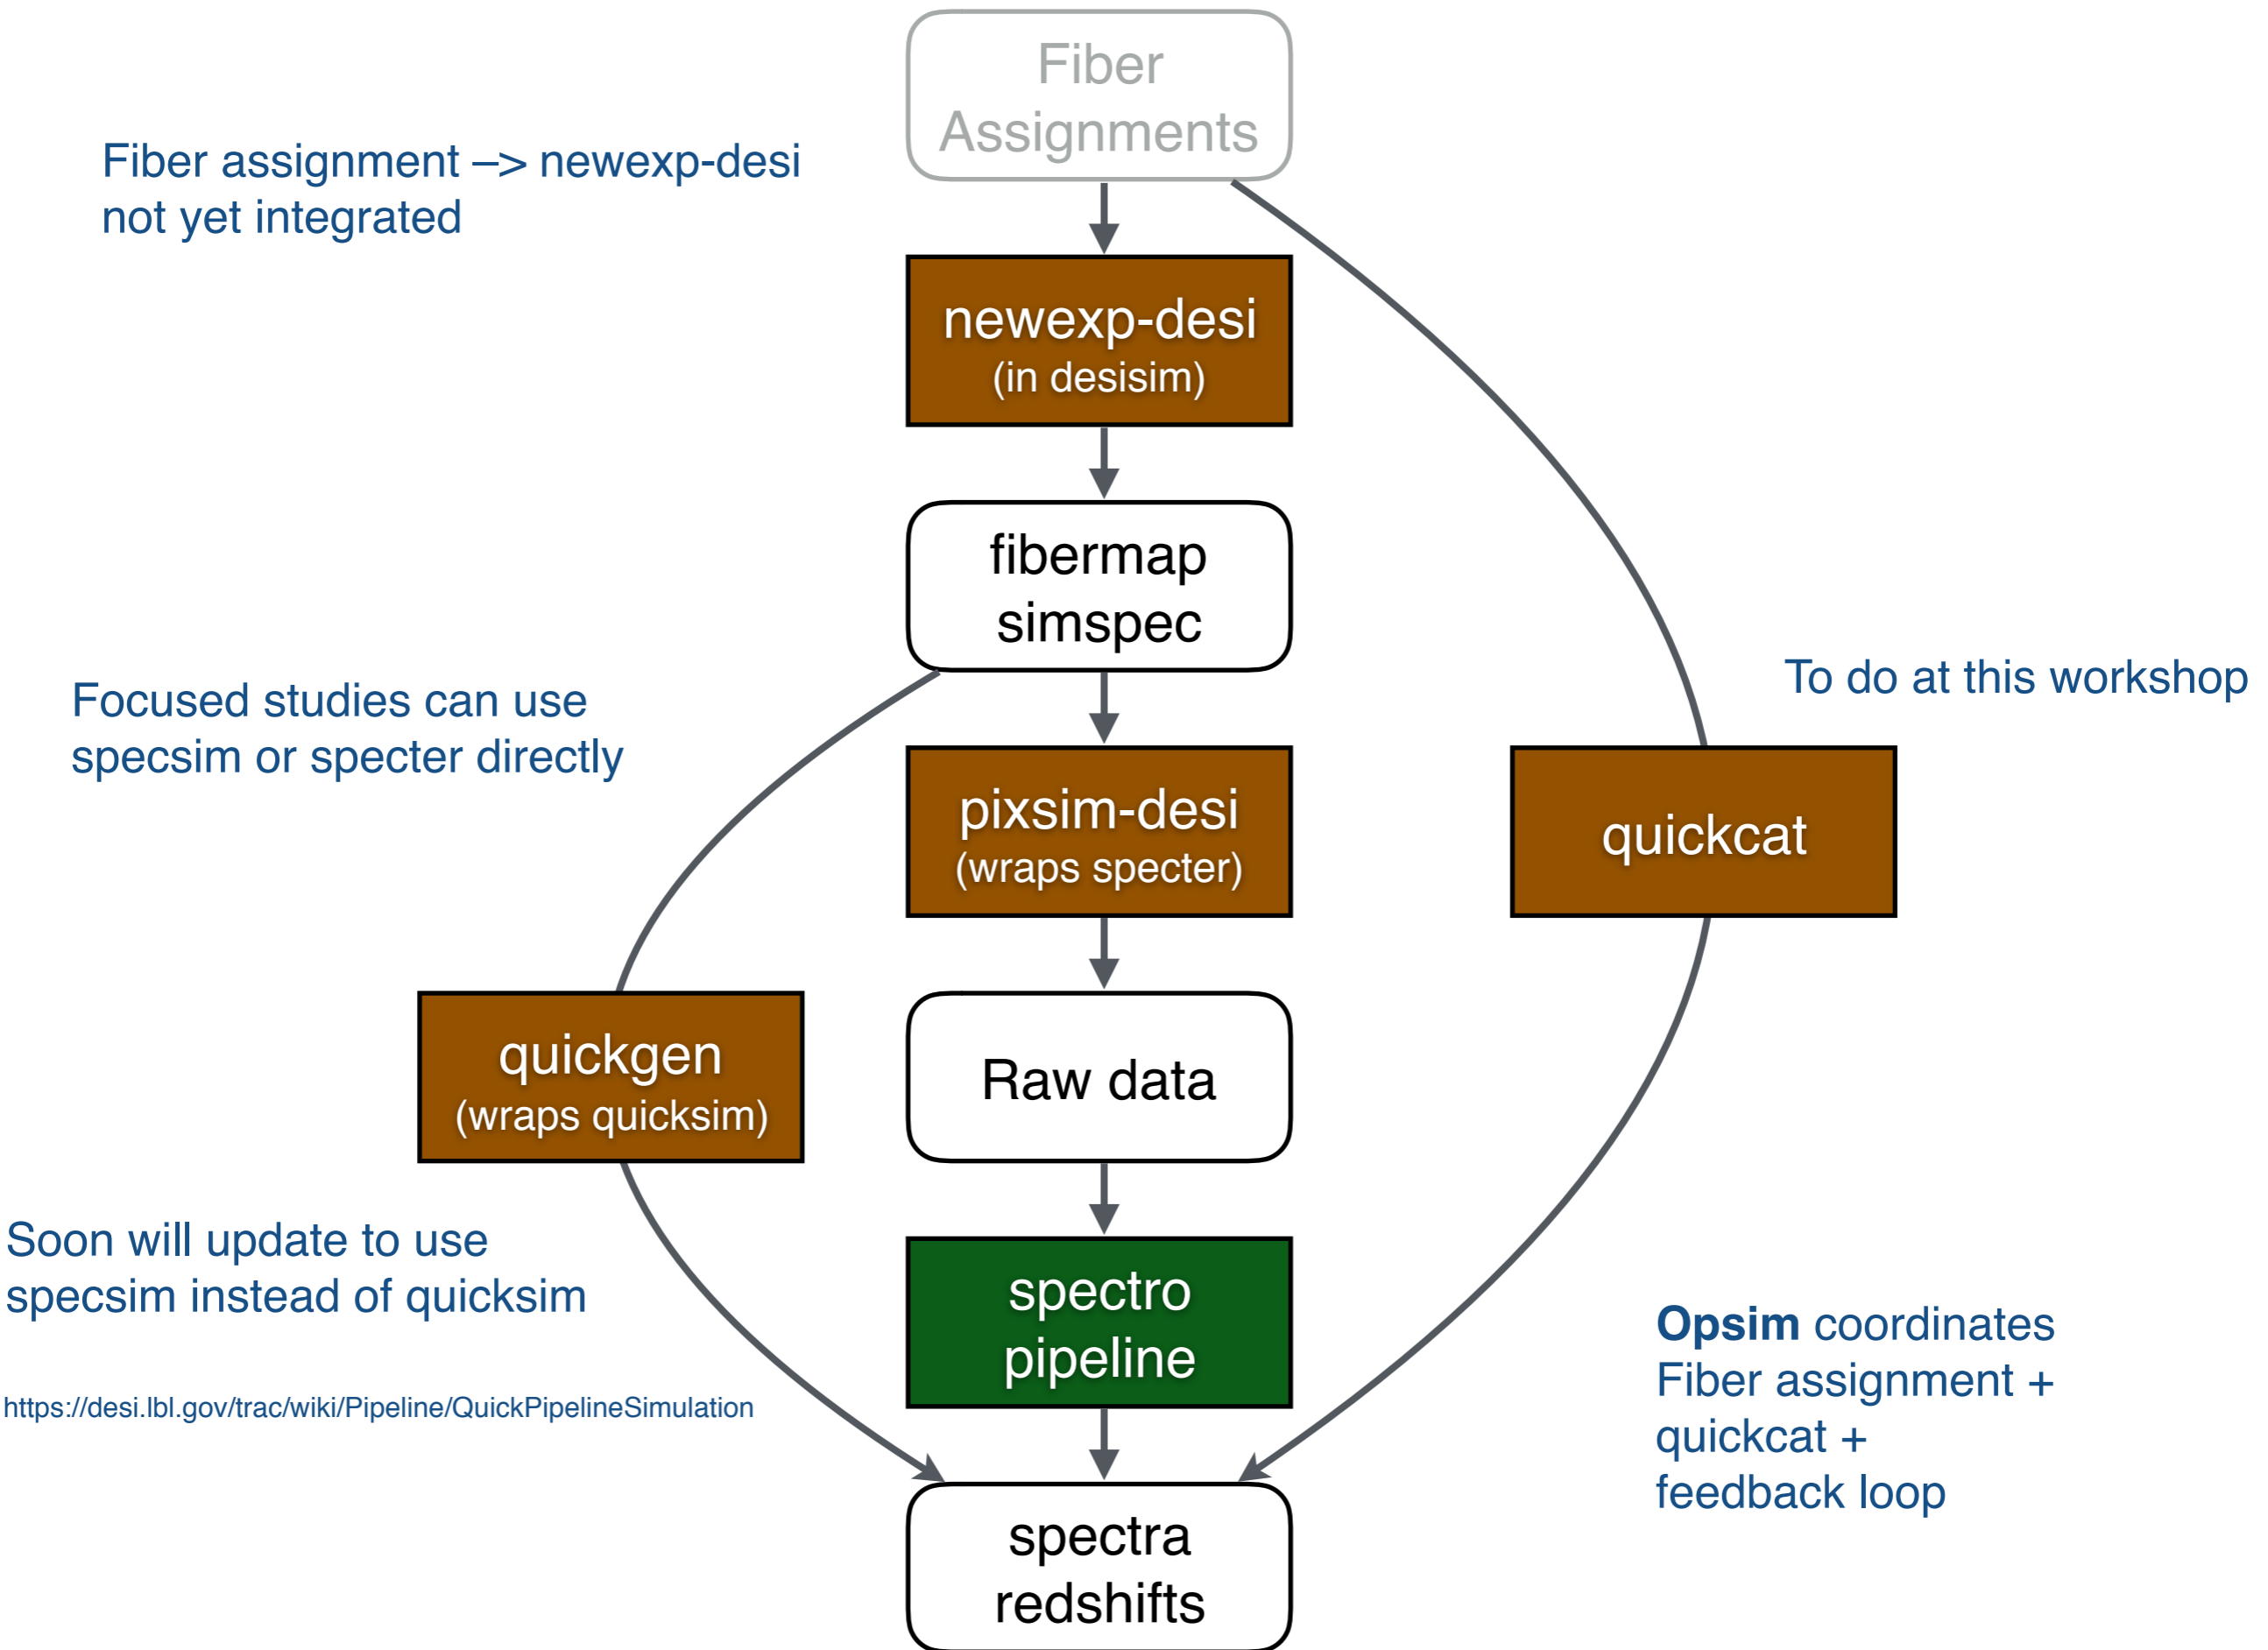 Fiber
Assignments
Fiber assignment –> newexp-desi
not yet integrated
newexp-desi
(in desisim)
fibermap
simspec
Focused studies can use
specsim or specter directly
To do at this workshop
pixsim-desi
(wraps specter)
quickcat
quickgen
(wraps quicksim)
Raw data
Soon will update to use
specsim instead of quicksim
https://desi.lbl.gov/trac/wiki/Pipeline/QuickPipelineSimulation
spectro
pipeline
Opsim coordinates
Fiber assignment +
quickcat +
feedback loop
spectra
redshifts